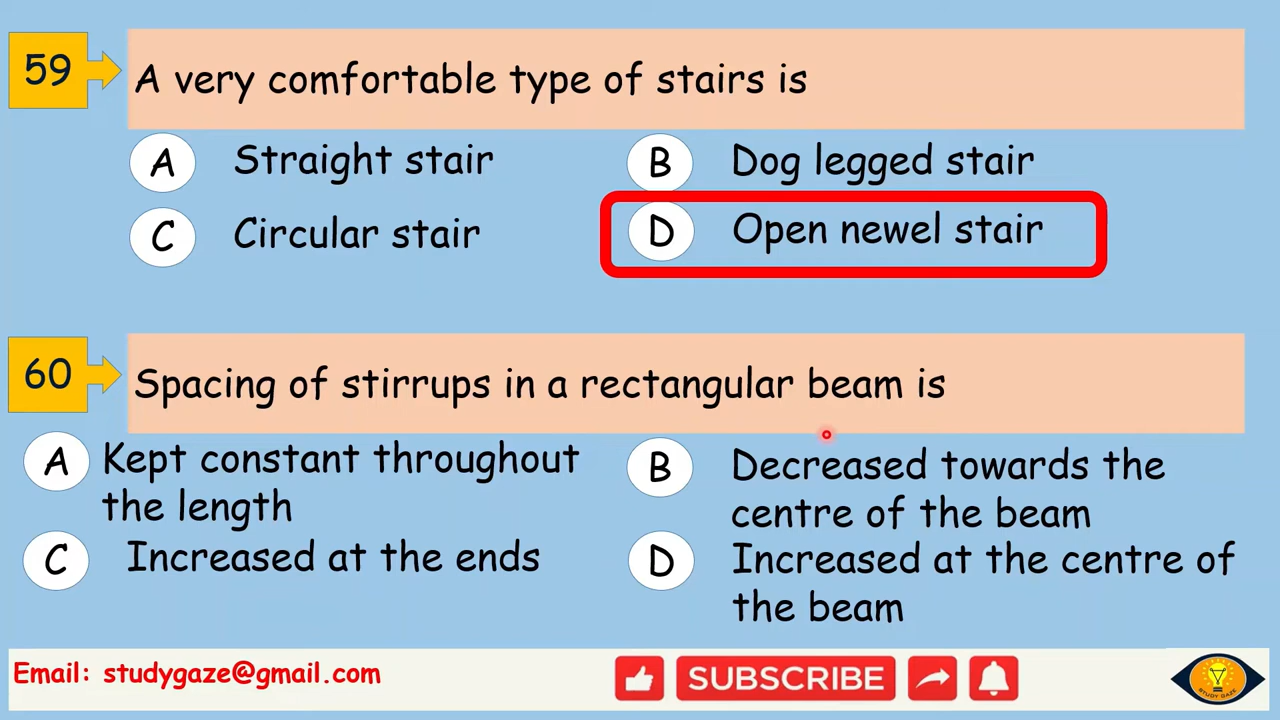 59
A very comfortable type of stairs is
A Straight stair
B Dog legged stair
C Circular stair
D Open newel stair
60
Spacing of stirrups in a rectangular beam is
A Kept constant throughout
the length
B Decreased towards the
centre of the beam
C Increased at the ends
D Increased at the centre of
the beam
Email: studygaze@gmail.com
SUBSCRIBE
STUDY GAZE